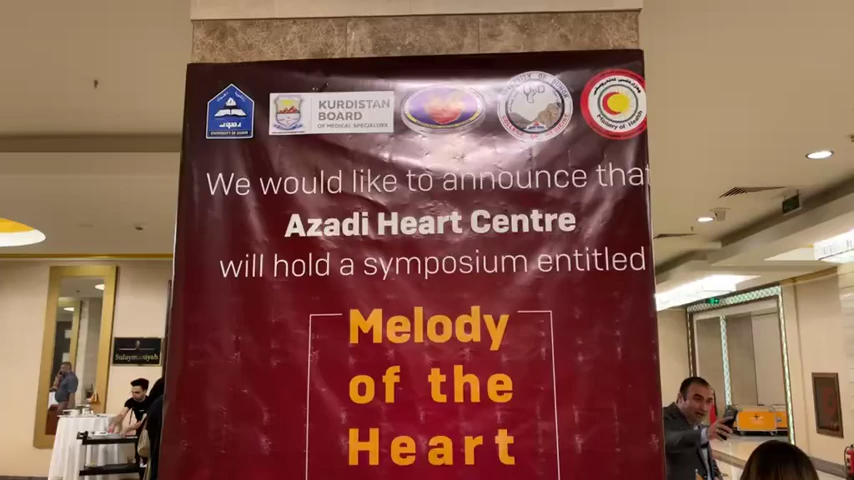 KURDISTAN
BOARD
OF MEDICAL SPECIALTIES
Ministry of Health
We would like to announce that
Azadi Heart Centre
will hold a symposium entitled
Melody
of the
Heart
Sulaymaniyah